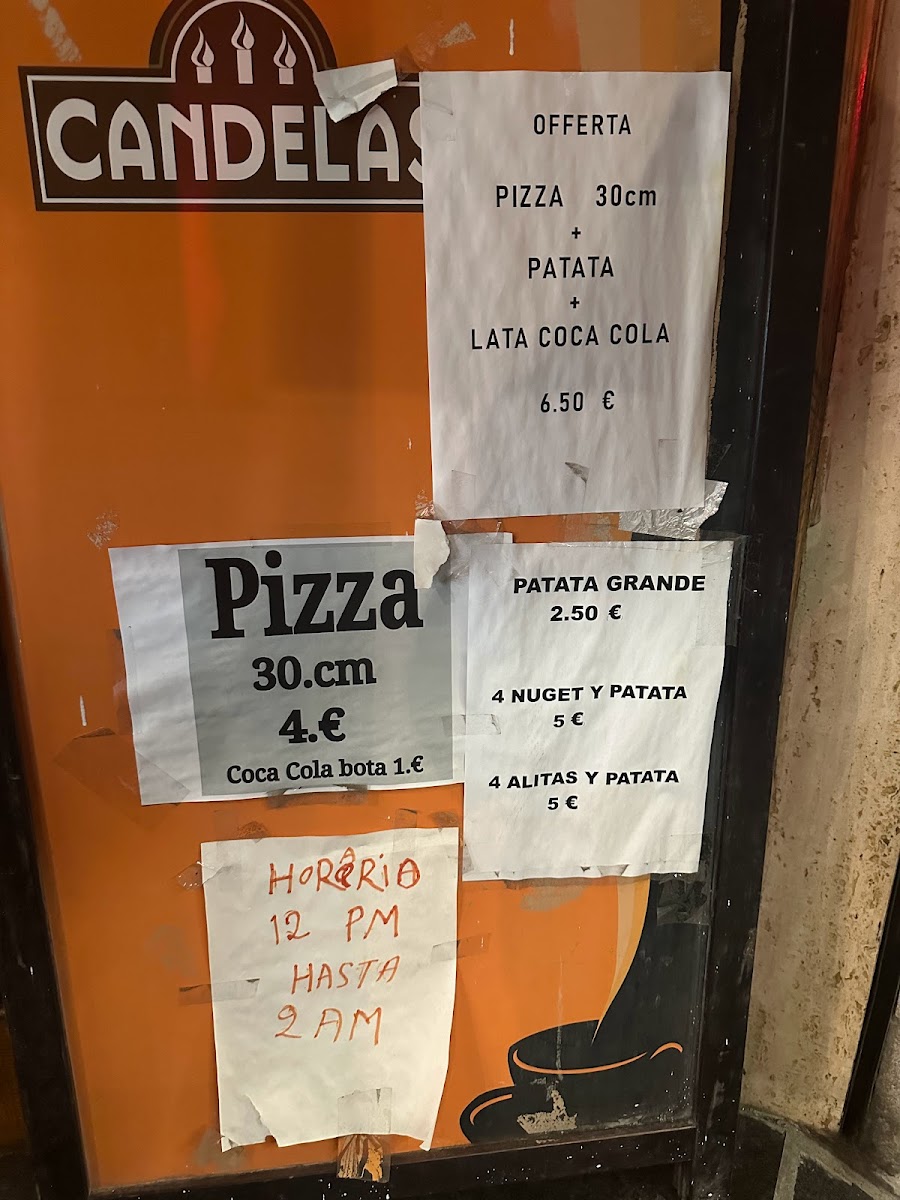 CANDELAS
OFFERTA
PIZZA 30cm
+
PATATA
+
LATA COCA COLA
6.50 €
Pizza
30.cm
4.€
Coca Cola bota 1.€
PATATA GRANDE
2.50 €
4 NUGET Y PATATA
5 €
4 ALITAS Y PATATA
5 €
HORÂRIO
12 PM
HASTA
2 AM